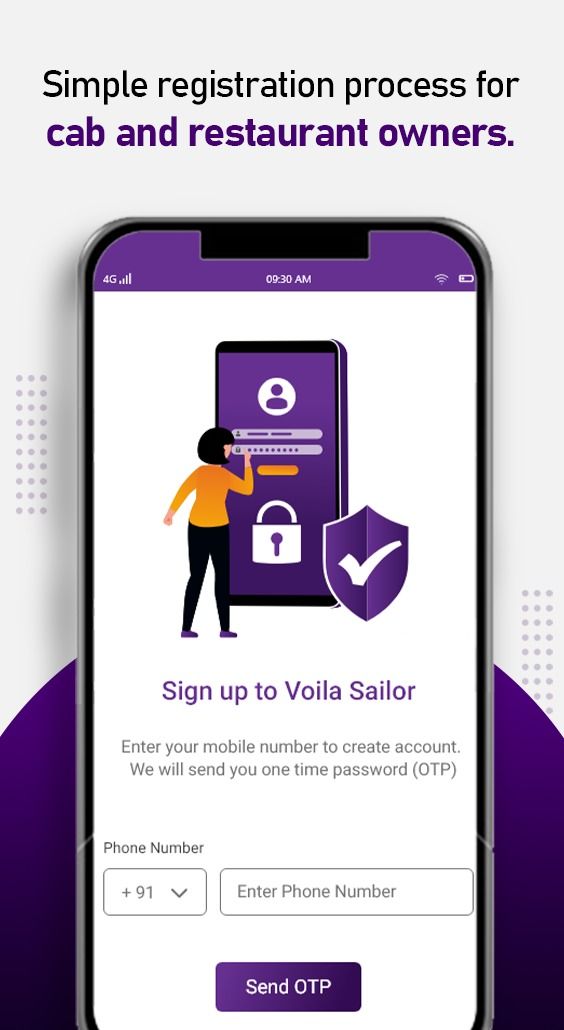 Simple registration process for
cab and restaurant owners.
4G
09:30 AM
Sign up to Voila Sailor
Enter your mobile number to create account.
We will send you one time password (OTP)
Phone Number
+ 91
Enter Phone Number
Send OTP